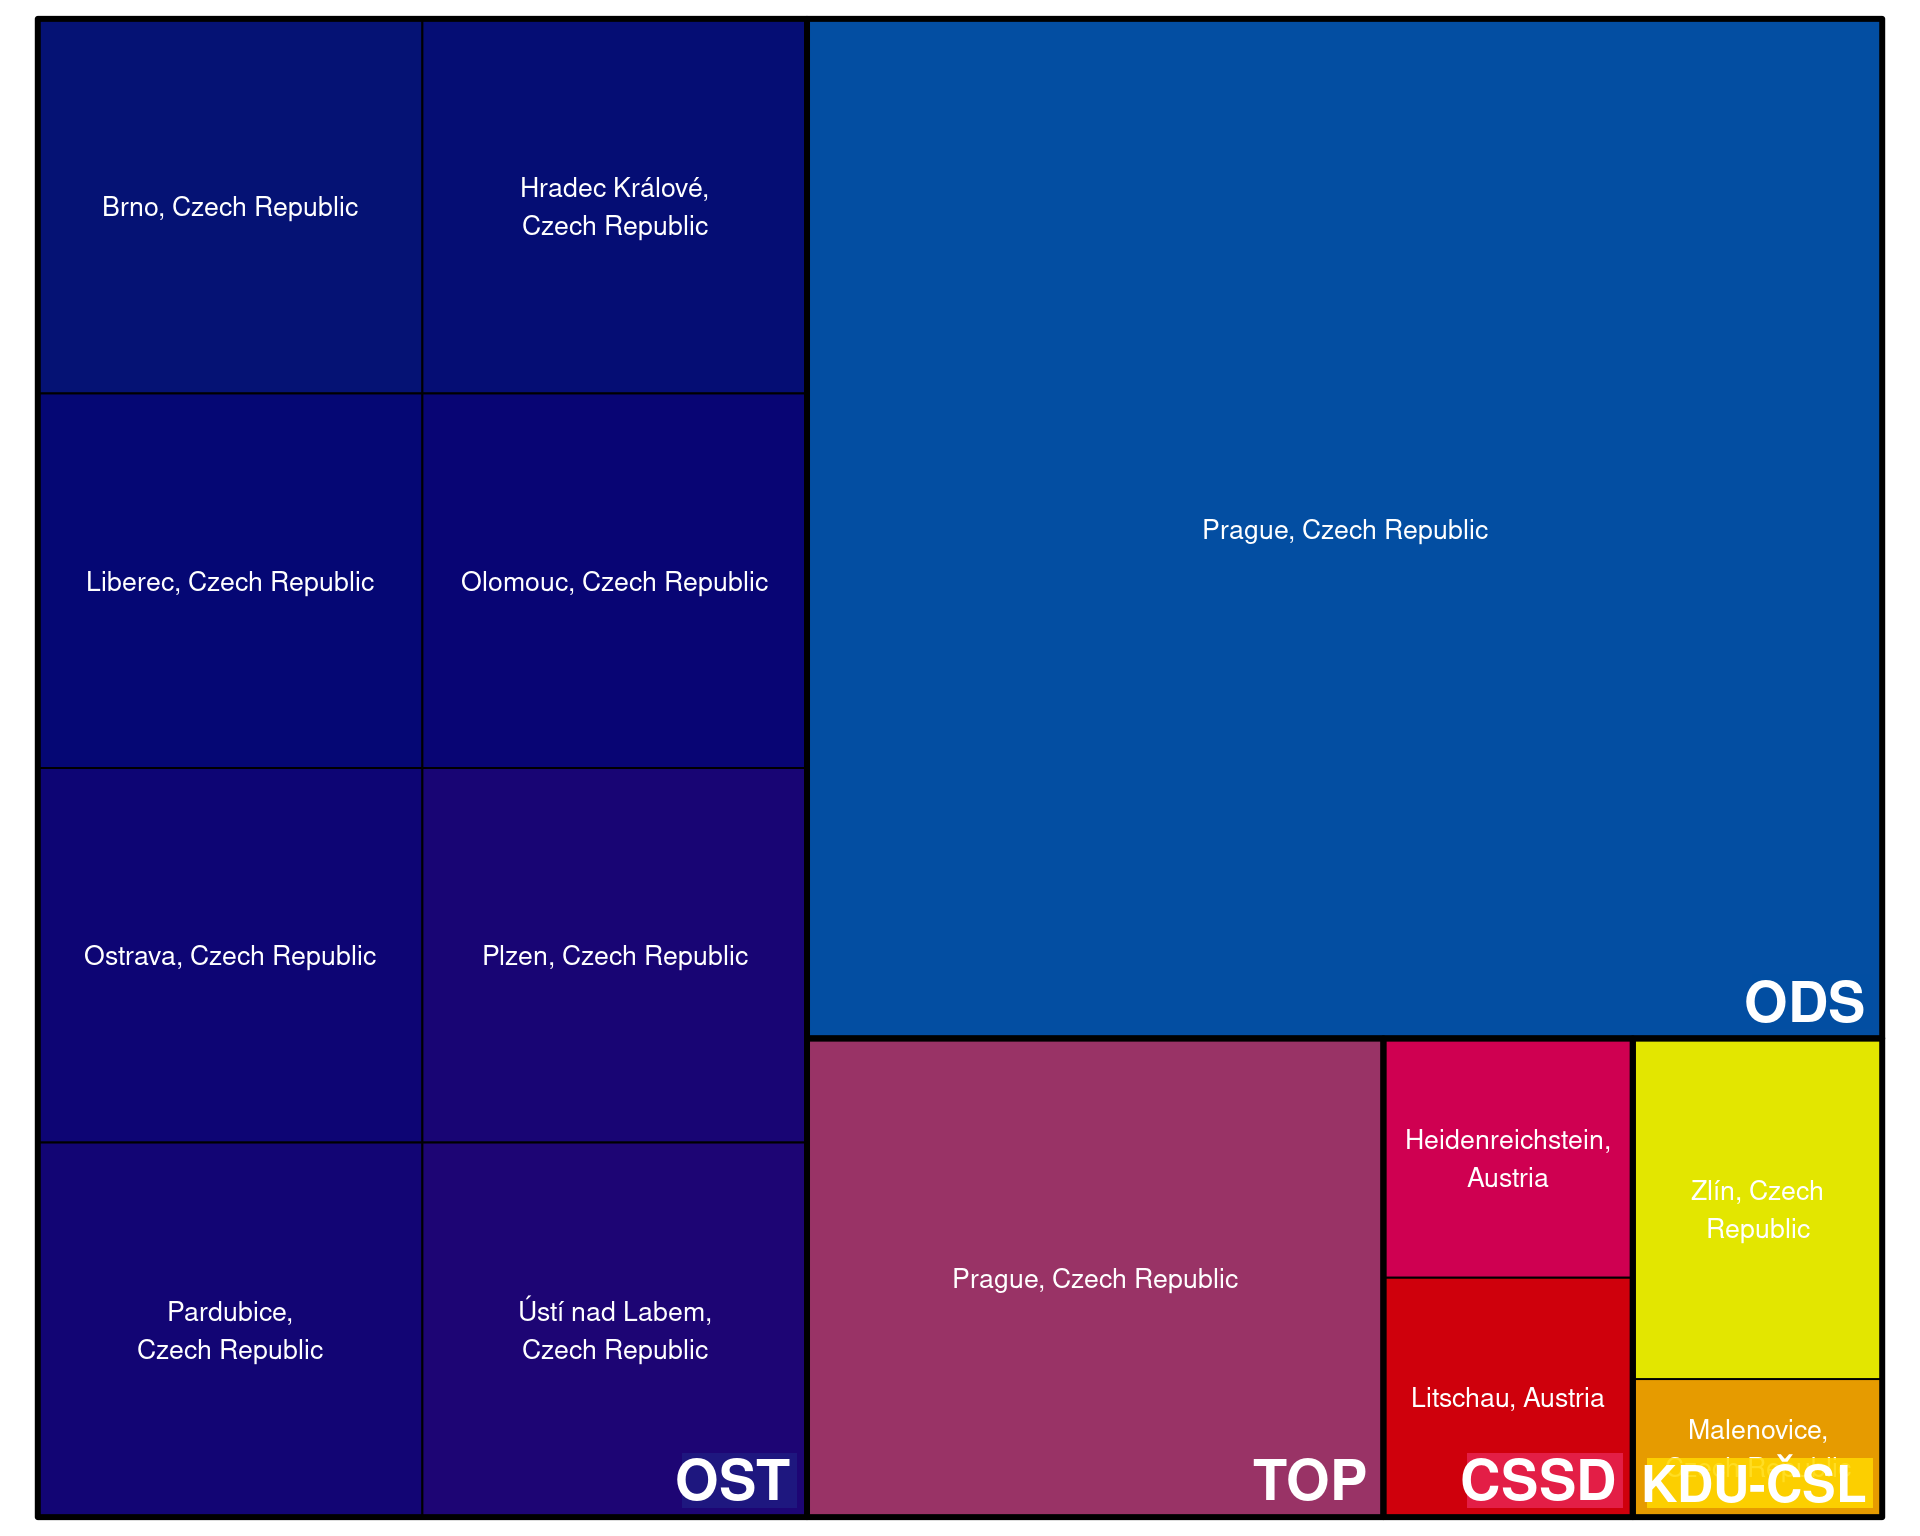 Brno, Czech Republic
Hradec Králové,
Czech Republic
Liberec, Czech Republic
Olomouc, Czech Republic
Ostrava, Czech Republic
Plzen, Czech Republic
Pardubice,
Czech Republic
Ústí nad Labem,
Czech Republic
OST
Prague, Czech Republic
ODS
Prague, Czech Republic
TOP
Heidenreichstein,
Austria
Litschau, Austria
CSSD
Zlín, Czech
Republic
Malenovice,
Czech Republic
KDU-ČSL